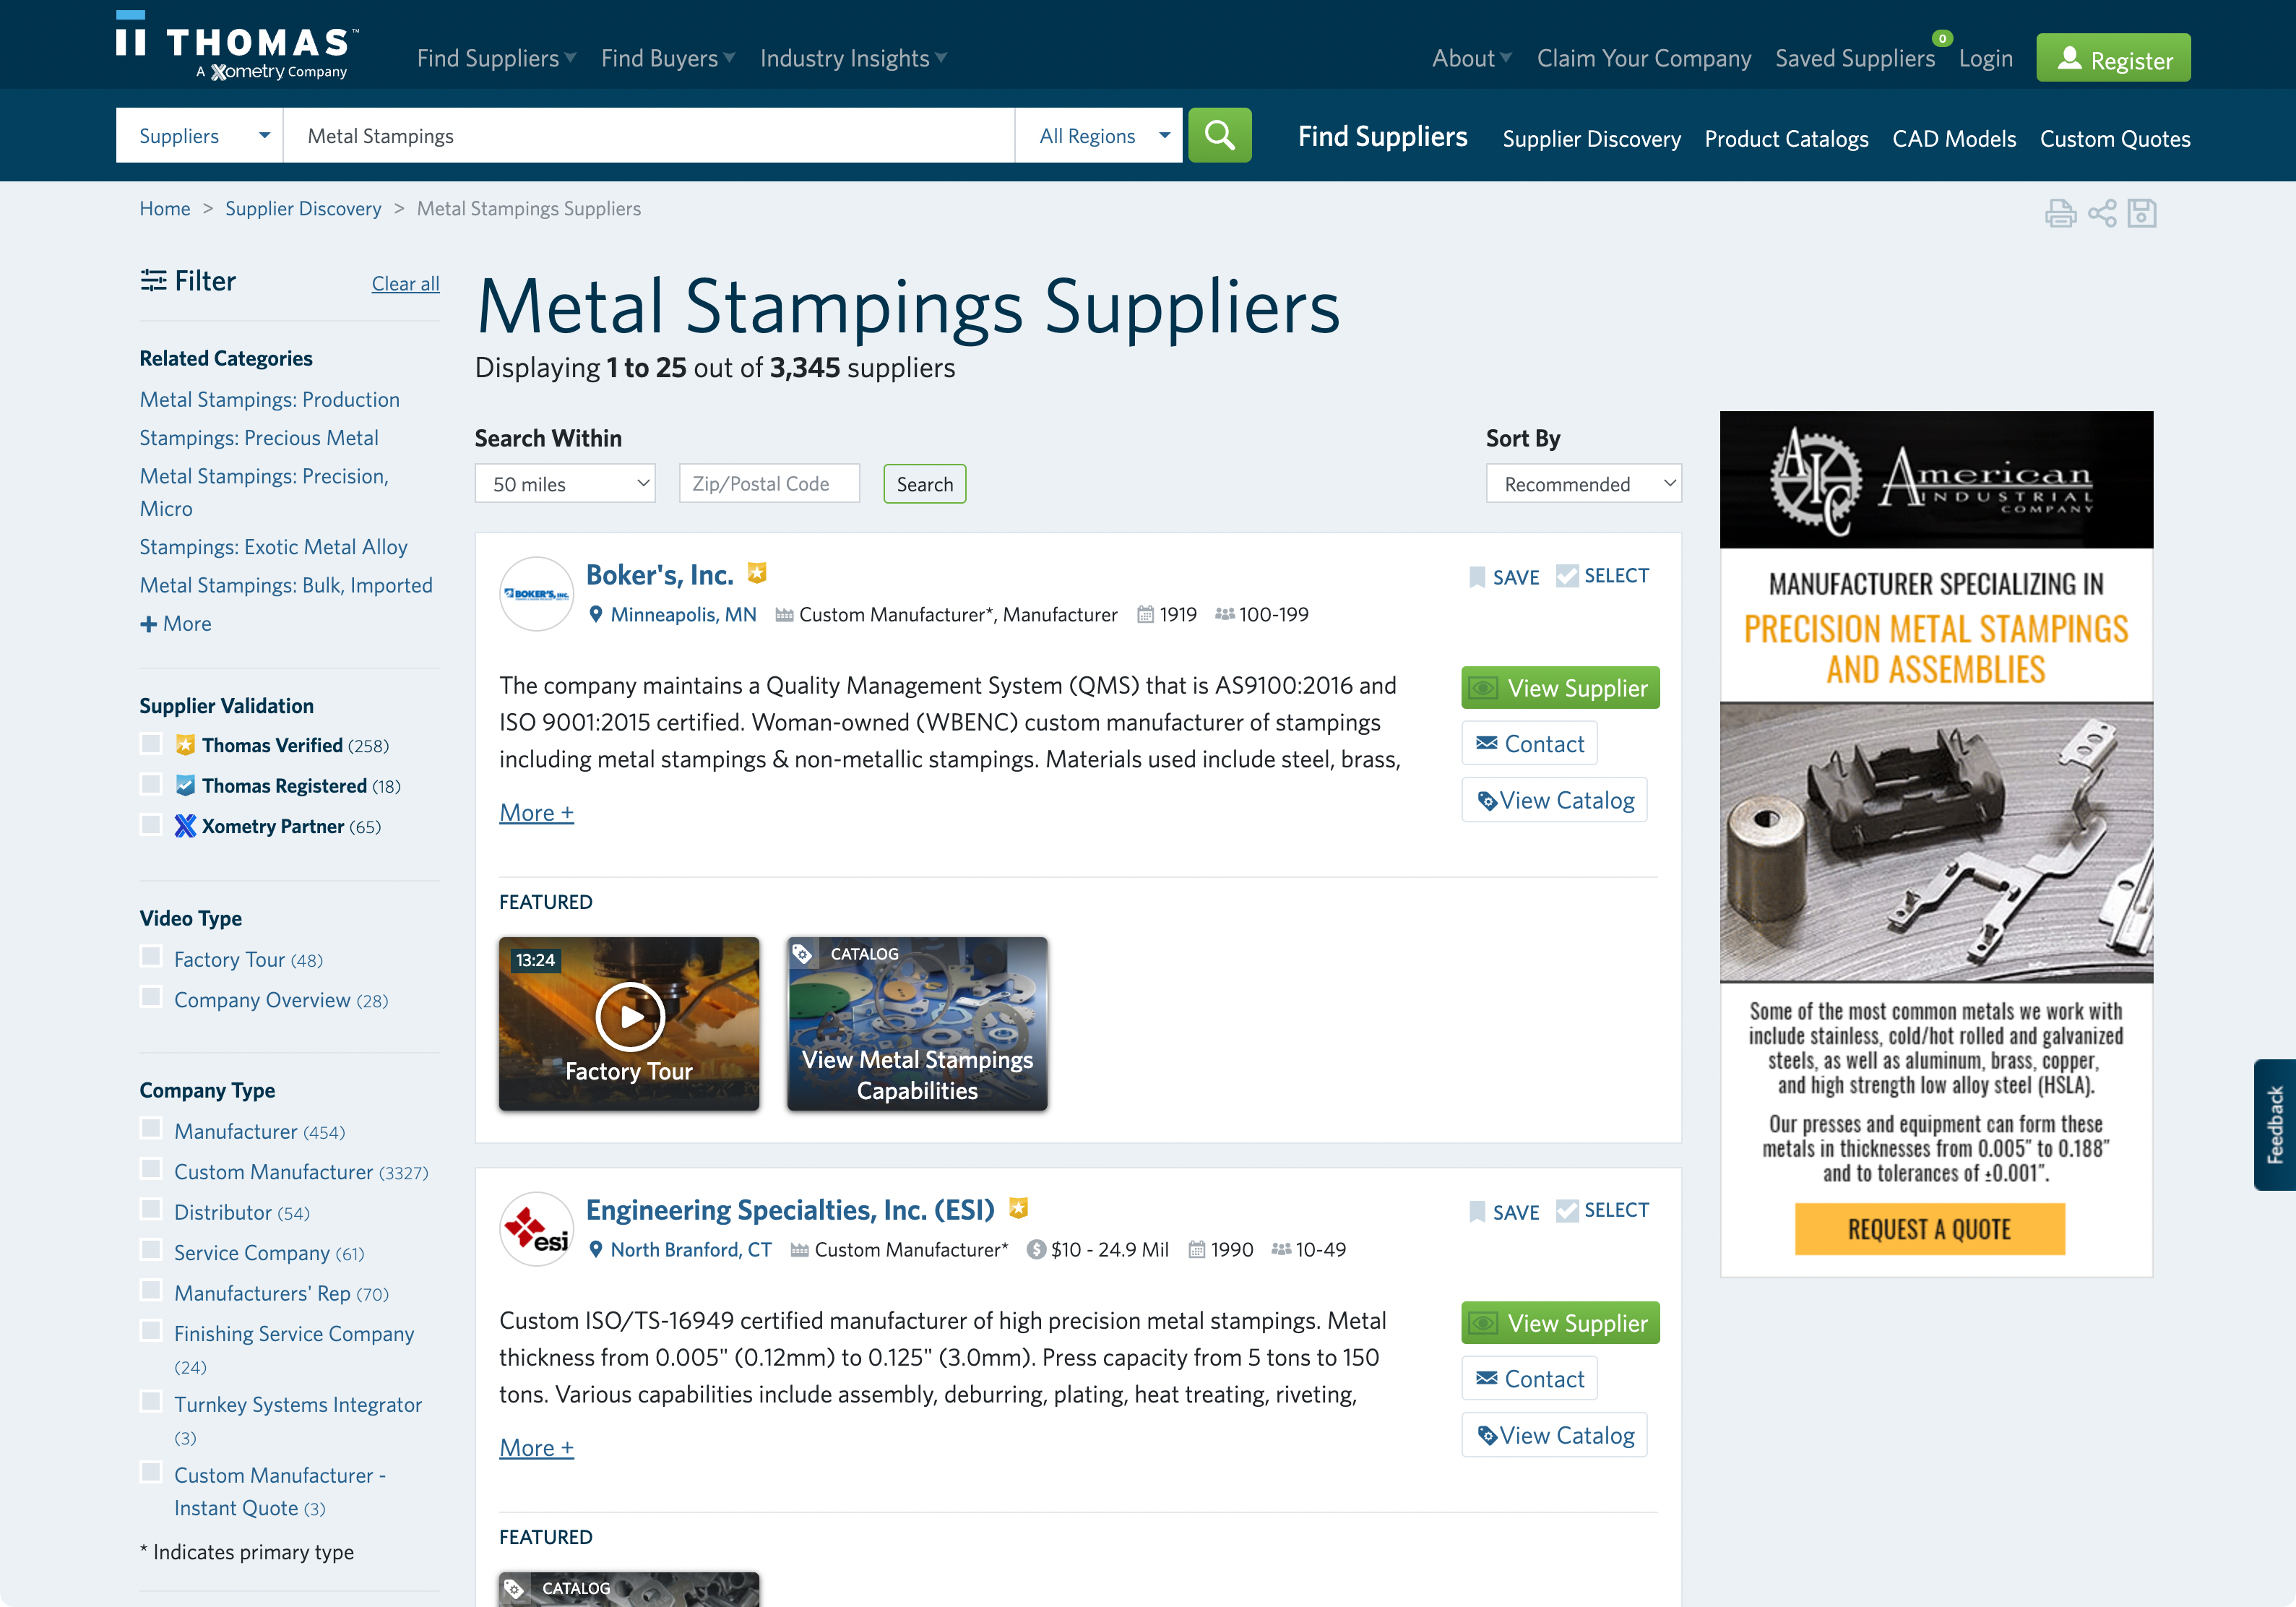 THOMAS™
A Xometry Company
Find Suppliers
Find Buyers
Industry Insights
About
Claim Your Company
Saved Suppliers
0
Login
Register
Suppliers
Metal Stampings
All Regions
Find Suppliers
Supplier Discovery
Product Catalogs
CAD Models
Custom Quotes
Home > Supplier Discovery > Metal Stampings Suppliers
Filter
Clear all
Related Categories
Metal Stampings: Production
Stampings: Precious Metal
Metal Stampings: Precision,
Micro
Stampings: Exotic Metal Alloy
Metal Stampings: Bulk, Imported
+ More
Supplier Validation
Thomas Verified (258)
Thomas Registered (18)
Xometry Partner (65)
Video Type
Factory Tour (48)
Company Overview (28)
Company Type
Manufacturer (454)
Custom Manufacturer (3327)
Distributor (54)
Service Company (61)
Manufacturers' Rep (70)
Finishing Service Company
(24)
Turnkey Systems Integrator
(3)
Custom Manufacturer -
Instant Quote (3)
* Indicates primary type
Metal Stampings Suppliers
Displaying 1 to 25 out of 3,345 suppliers
Search Within
50 miles
Zip/Postal Code
Search
Sort By
Recommended
BOKER'S, INC.
Boker's, Inc.
SAVE
SELECT
Minneapolis, MN
Custom Manufacturer*, Manufacturer
1919
100-199
The company maintains a Quality Management System (QMS) that is AS9100:2016 and
ISO 9001:2015 certified. Woman-owned (WBENC) custom manufacturer of stampings
including metal stampings & non-metallic stampings. Materials used include steel, brass,
More +
View Supplier
Contact
View Catalog
FEATURED
13:24
Factory Tour
CATALOG
View Metal Stampings
Capabilities
esi
Engineering Specialties, Inc. (ESI)
SAVE
SELECT
North Branford, CT
Custom Manufacturer*
$10 - 24.9 Mil
1990
10-49
Custom ISO/TS-16949 certified manufacturer of high precision metal stampings. Metal
thickness from 0.005" (0.12mm) to 0.125" (3.0mm). Press capacity from 5 tons to 150
tons. Various capabilities include assembly, deburring, plating, heat treating, riveting,
More +
View Supplier
Contact
View Catalog
FEATURED
CATALOG
AIC
American
INDUSTRIAL
COMPANY
MANUFACTURER SPECIALIZING IN
PRECISION METAL STAMPINGS
AND ASSEMBLIES
Some of the most common metals we work with
include stainless, cold/hot rolled and galvanized
steels, as well as aluminum, brass, copper,
and high strength low alloy steel (HSLA).
Our presses and equipment can form these
metals in thicknesses from 0.005" to 0.188"
and to tolerances of ±0.001".
REQUEST A QUOTE
Feedback